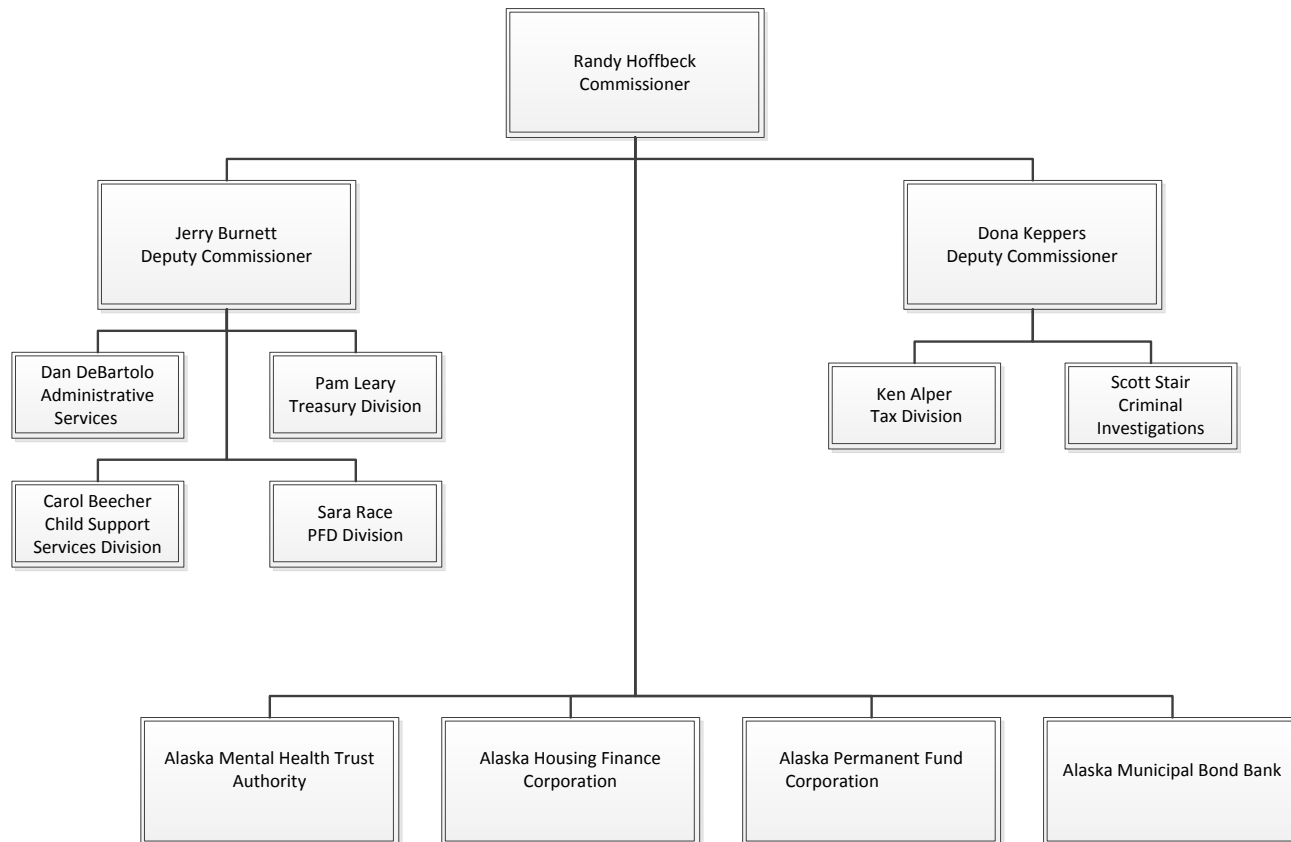 Randy Hoffbeck
Commissioner
Jerry Burnett
Deputy Commissioner
Dona Keppers
Deputy Commissioner
Dan DeBartolo
Administrative
Services
Pam Leary
Treasury Division
Ken Alper
Tax Division
Scott Stair
Criminal
Investigations
Carol Beecher
Child Support
Services Division
Sara Race
PFD Division
Alaska Mental Health Trust
Authority
Alaska Housing Finance
Corporation
Alaska Permanent Fund
Corporation
Alaska Municipal Bond Bank